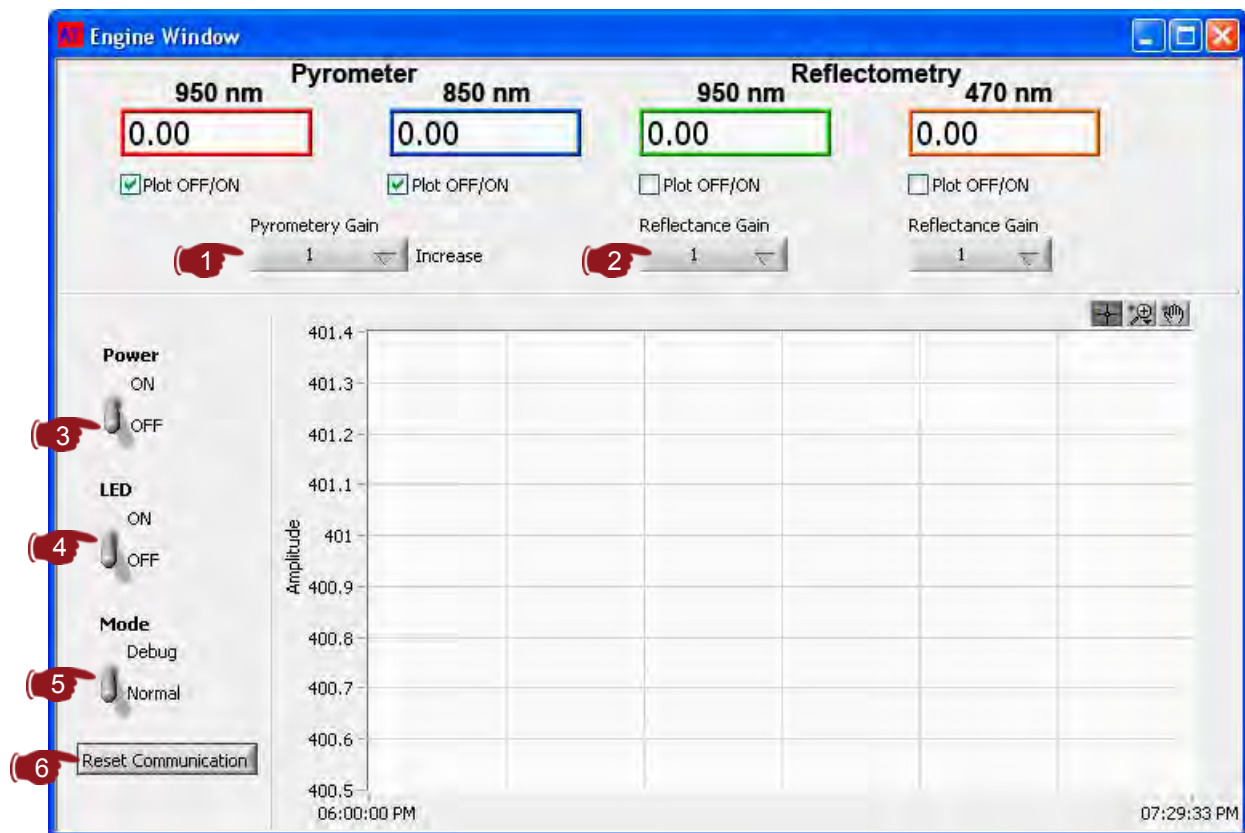 AT Engine Window
Pyrometer
Reflectometry
950 nm
850 nm
950 nm
470 nm
0.00
0.00
0.00
0.00
Plot OFF/ON
Plot OFF/ON
Plot OFF/ON
Plot OFF/ON
Pyrometery Gain
Reflectance Gain
Reflectance Gain
1
1
Increase
2
1
1
Power
ON
OFF
3
LED
ON
OFF
4
Mode
Debug
Normal
5
Reset Communication
6
Amplitude
401.4
401.3
401.2
401.1
401
400.9
400.8
400.7
400.6
400.5
06:00:00 PM
07:29:33 PM